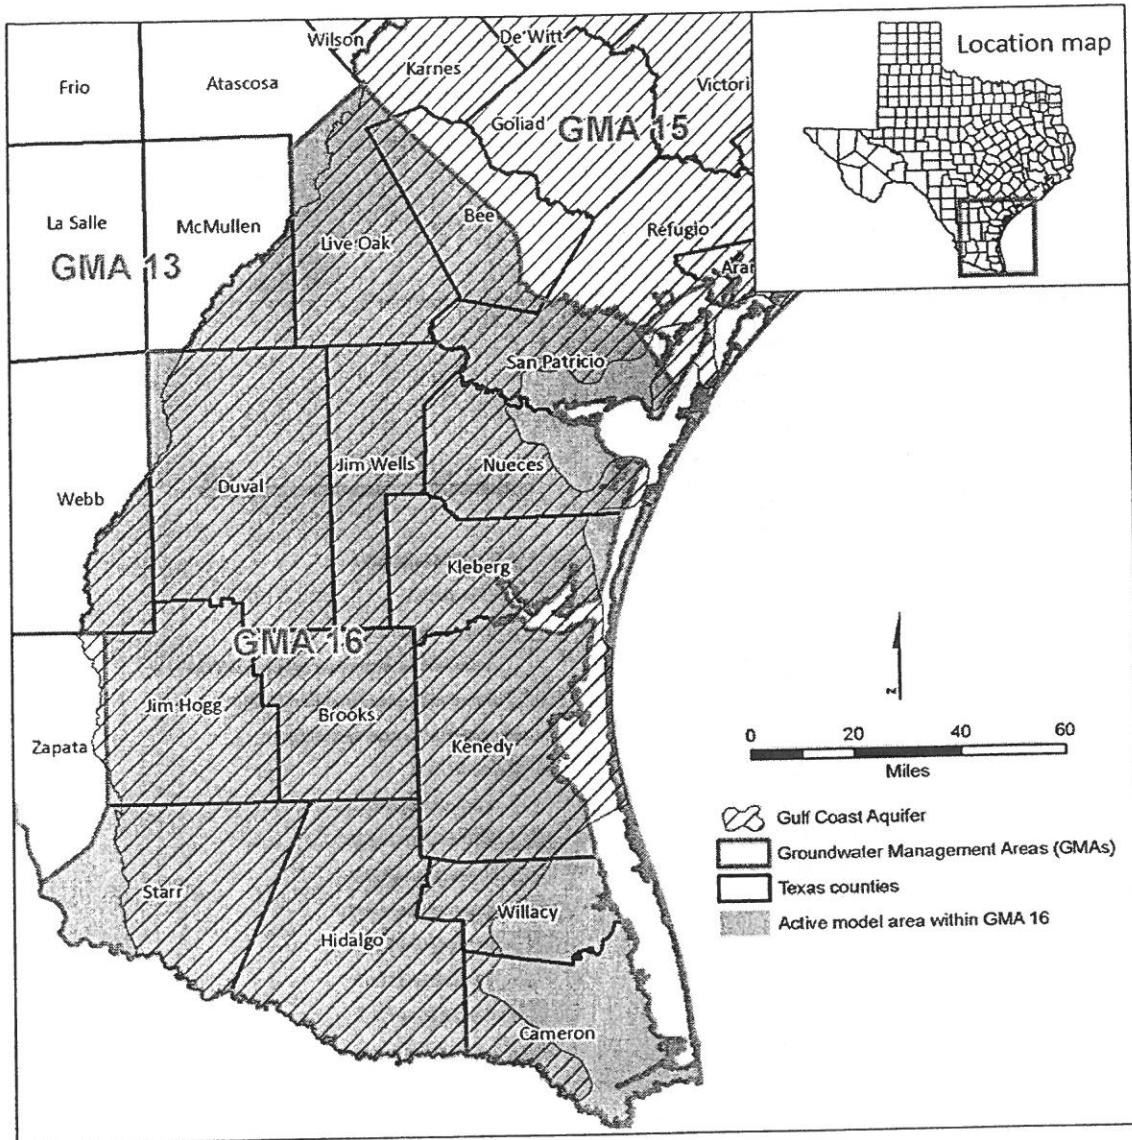 Wilson
De Witt
Karnes
Location map
Frio
Atascosa
Victori
Goliad
GMA 15
La Salle
McMullen
Bee
Refugio
Live Oak
GMA 13
Aran
San Patricio
Jim Wells
Nueces
Duval
Webb
Kleberg
GMA 16
Jim Hogg
Brooks
Zapata
Kenedy
N
0 20 40 60
Miles
Gulf Coast Aquifer
Groundwater Management Areas (GMAs)
Starr
Texas counties
Willacy
Active model area within GMA 16
Hidalgo
Cameron